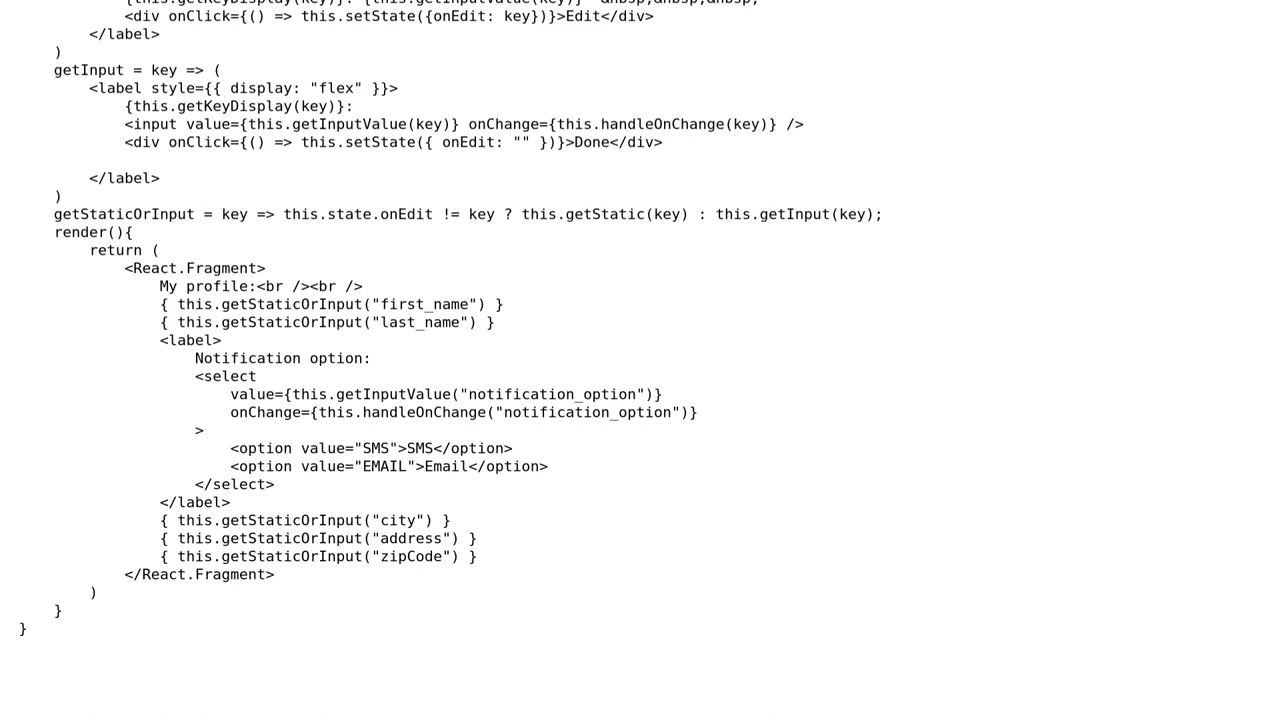 <div onClick={() => this.setState({onEdit: key})}>Edit</div>
</label>
)
getInput = key => (
<label style={{ display: "flex" }}>
{this.getKeyDisplay(key)}:
<input value={this.getInputValue(key)} onChange={this.handleOnChange(key)} />
<div onClick={() => this.setState({ onEdit: "" })}>Done</div>
</label>
)
getStaticOrInput = key => this.state.onEdit != key ? this.getStatic(key) : this.getInput(key);
render(){
return (
<React.Fragment>
My profile:<br /><br />
{ this.getStaticOrInput("first_name") }
{ this.getStaticOrInput("last_name") }
<label>
Notification option:
<select
value={this.getInputValue("notification_option")}
onChange={this.handleOnChange("notification_option")}
>
<option value="SMS">SMS</option>
<option value="EMAIL">Email</option>
</select>
</label>
{ this.getStaticOrInput("city") }
{ this.getStaticOrInput("address") }
{ this.getStaticOrInput("zipCode") }
</React.Fragment>
)
}
}